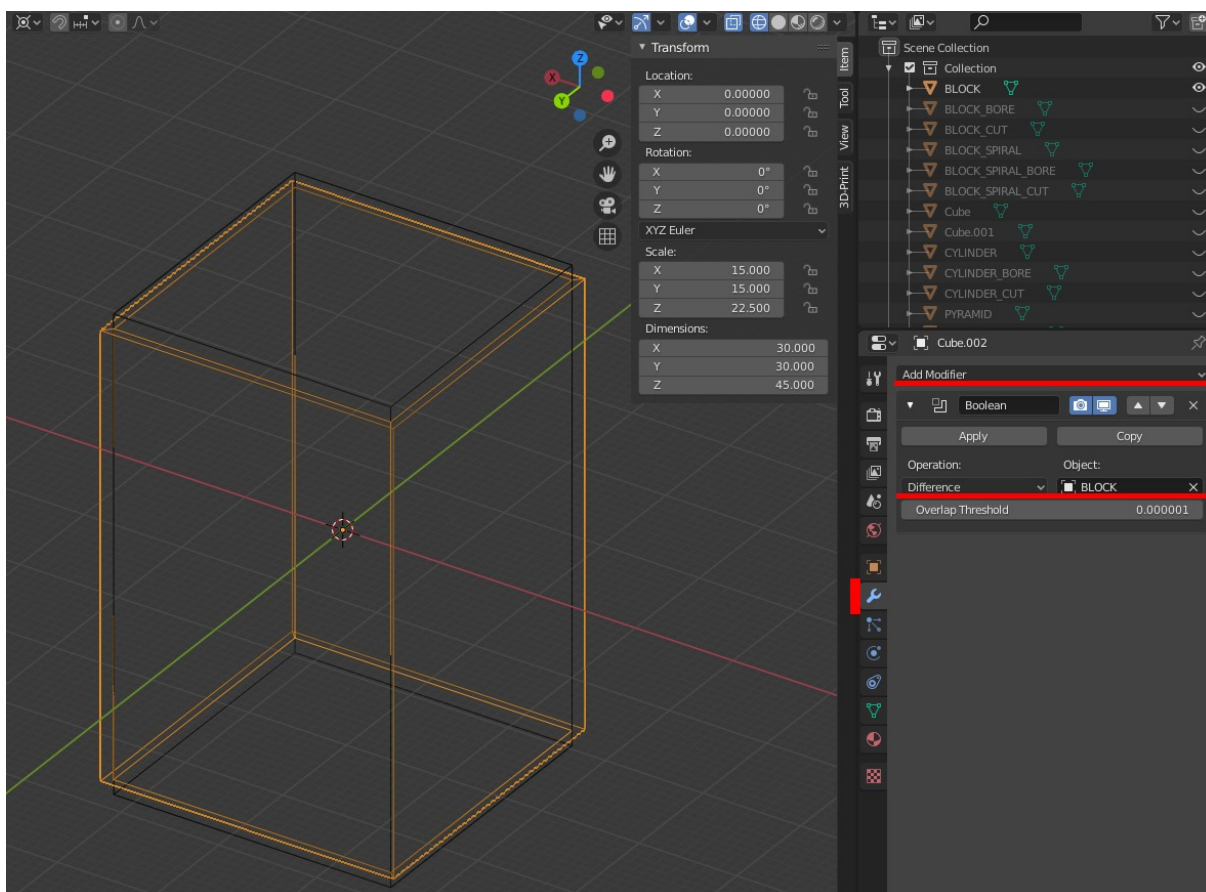 Transform
Location:
X 0.00000
Y 0.00000
Z 0.00000
Rotation:
X 0°
Y 0°
Z 0°
XYZ Euler
Scale:
X 15.000
Y 15.000
Z 22.500
Dimensions:
X 30.000
Y 30.000
Z 45.000
Item
Tool
View
3D-Print
Z
X
Y
Scene Collection
Collection
BLOCK
BLOCK_BORE
BLOCK_CUT
BLOCK_SPIRAL
BLOCK_SPIRAL_BORE
BLOCK_SPIRAL_CUT
Cube
Cube.001
CYLINDER
CYLINDER_BORE
CYLINDER_CUT
PYRAMID
Cube.002
Add Modifier
Boolean
Apply Copy
Operation: Object:
Difference BLOCK
Overlap Threshold 0.000001